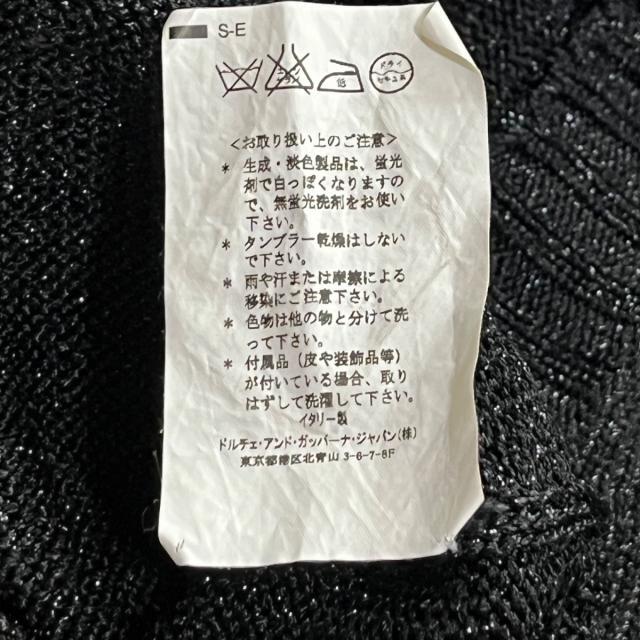 S-E
低
ドライ
<お取り扱い上のご注意>
* 生成・淡色製品は、蛍光
剤で白っぽくなりますの
で、無蛍光洗剤をお使い
下さい。
* タンブラー乾燥はしない
で下さい。
* 雨や汗または摩擦による
移染にご注意下さい。
* 色物は他の物と分けて洗
って下さい。
* 付属品（皮や装飾品等）
が付いている場合、取り
はずして洗濯して下さい。
イタリー製
ドルチェ・アンド・ガッバーナ・ジャパン(株)
東京都港区北青山 3-6-7-8F